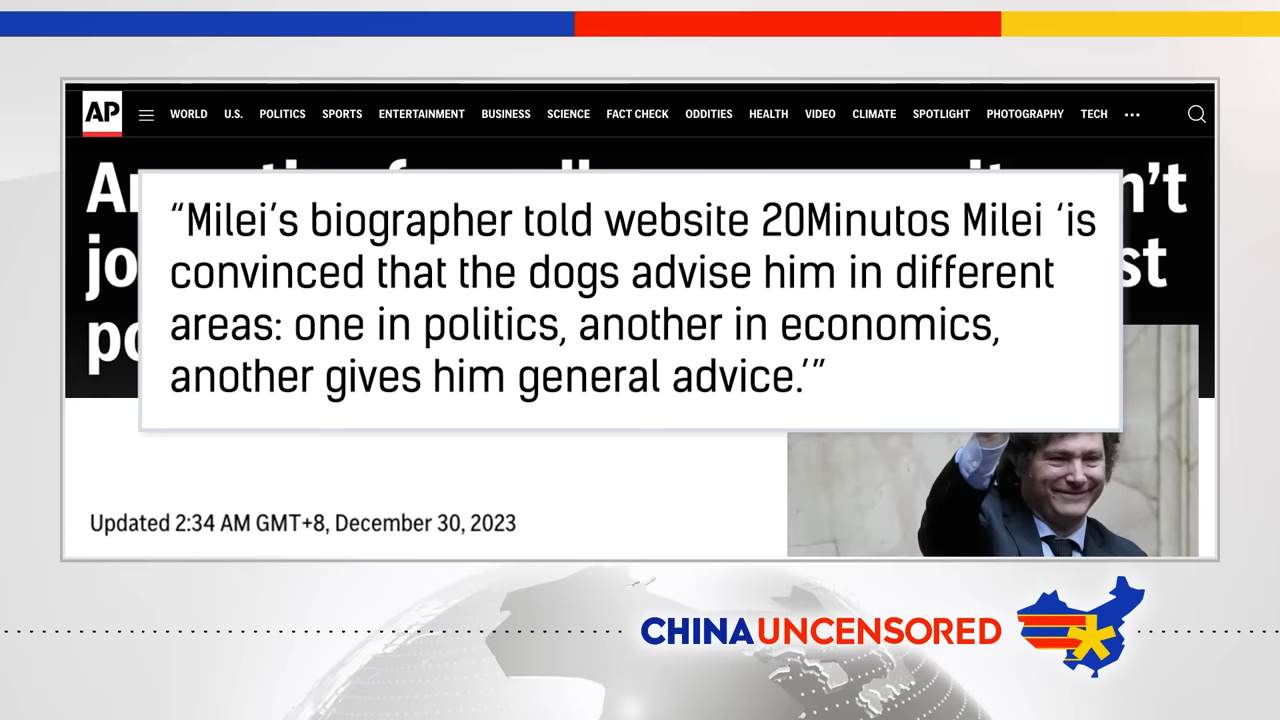 AP
WORLD U.S. POLITICS SPORTS ENTERTAINMENT BUSINESS SCIENCE FACT CHECK ODDITIES HEALTH VIDEO CLIMATE SPOTLIGHT PHOTOGRAPHY TECH ...
“Milei’s biographer told website 20Minutos Milei ‘is
convinced that the dogs advise him in different
areas: one in politics, another in economics,
another gives him general advice.’”
Updated 2:34 AM GMT+8, December 30, 2023
CHINA UNCENSORED